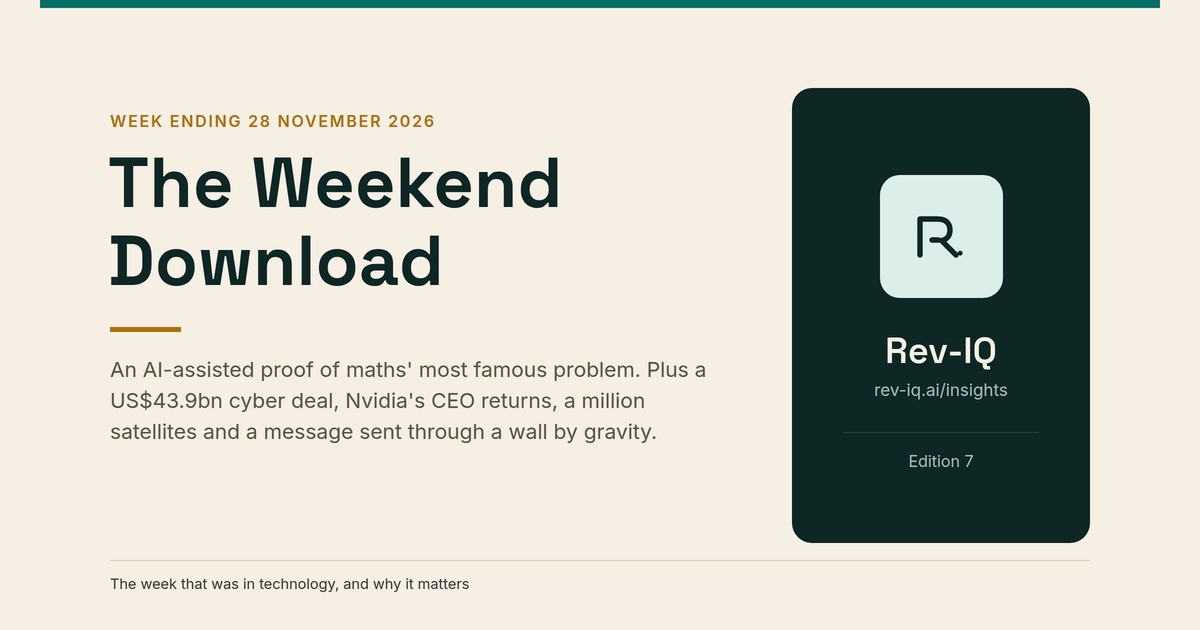 WEEK ENDING 28 NOVEMBER 2026
The Weekend
Download
An AI-assisted proof of maths' most famous problem. Plus a
US$43.9bn cyber deal, Nvidia's CEO returns, a million
satellites and a message sent through a wall by gravity.
R
Rev-IQ
rev-iq.ai/insights
Edition 7
The week that was in technology, and why it matters